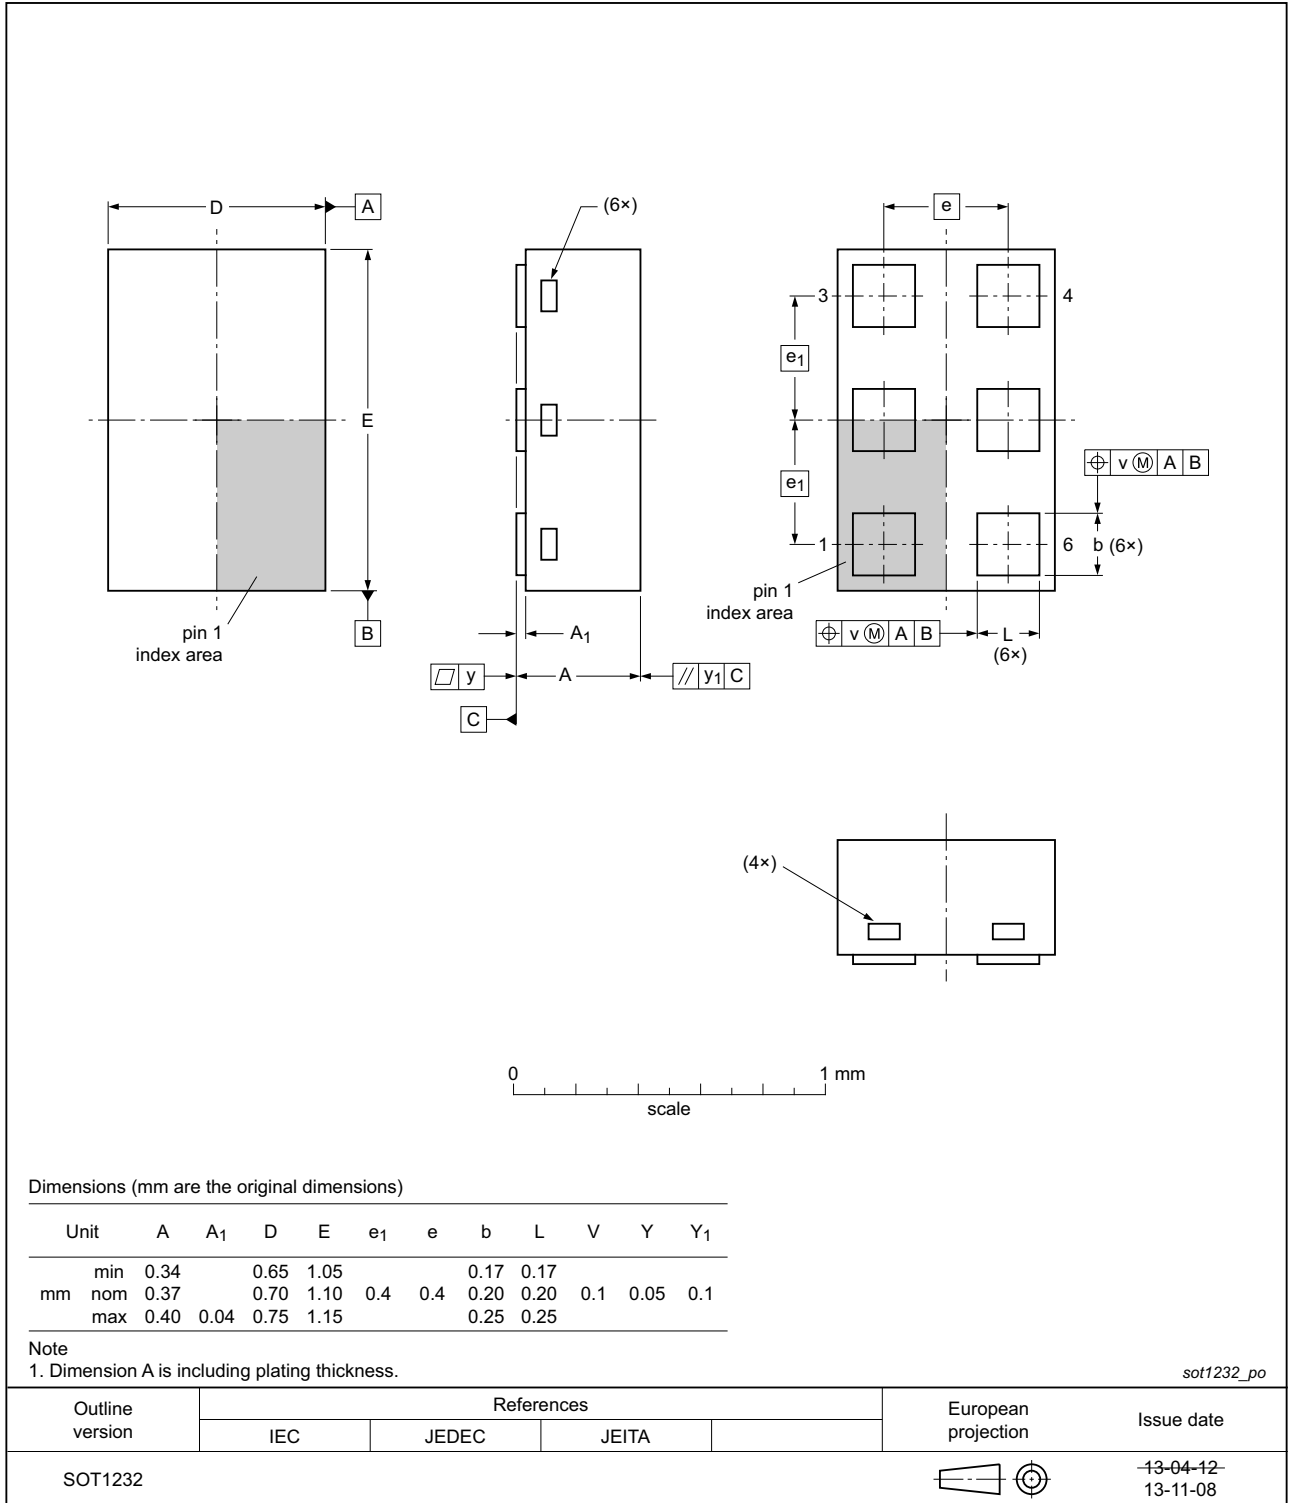 D A (6×) e
3 4
e1
E
e1 ⌖ v Ⓜ A B
1 6 b (6×)
pin 1
index area
pin 1
index area
B A1 ⌖ v Ⓜ A B L
(6×)
⏥ y A // y1 C
C
(4×)
0 1 mm
scale
Dimensions (mm are the original dimensions)
Unit A A1 D E e1 e b L V Y Y1
min 0.34 0.65 1.05 0.17 0.17
mm nom 0.37 0.70 1.10 0.4 0.4 0.20 0.20 0.1 0.05 0.1
max 0.40 0.04 0.75 1.15 0.25 0.25
Note
1. Dimension A is including plating thickness.
sot1232_po
Outline version References European projection Issue date
IEC JEDEC JEITA
SOT1232 13-04-12
13-11-08